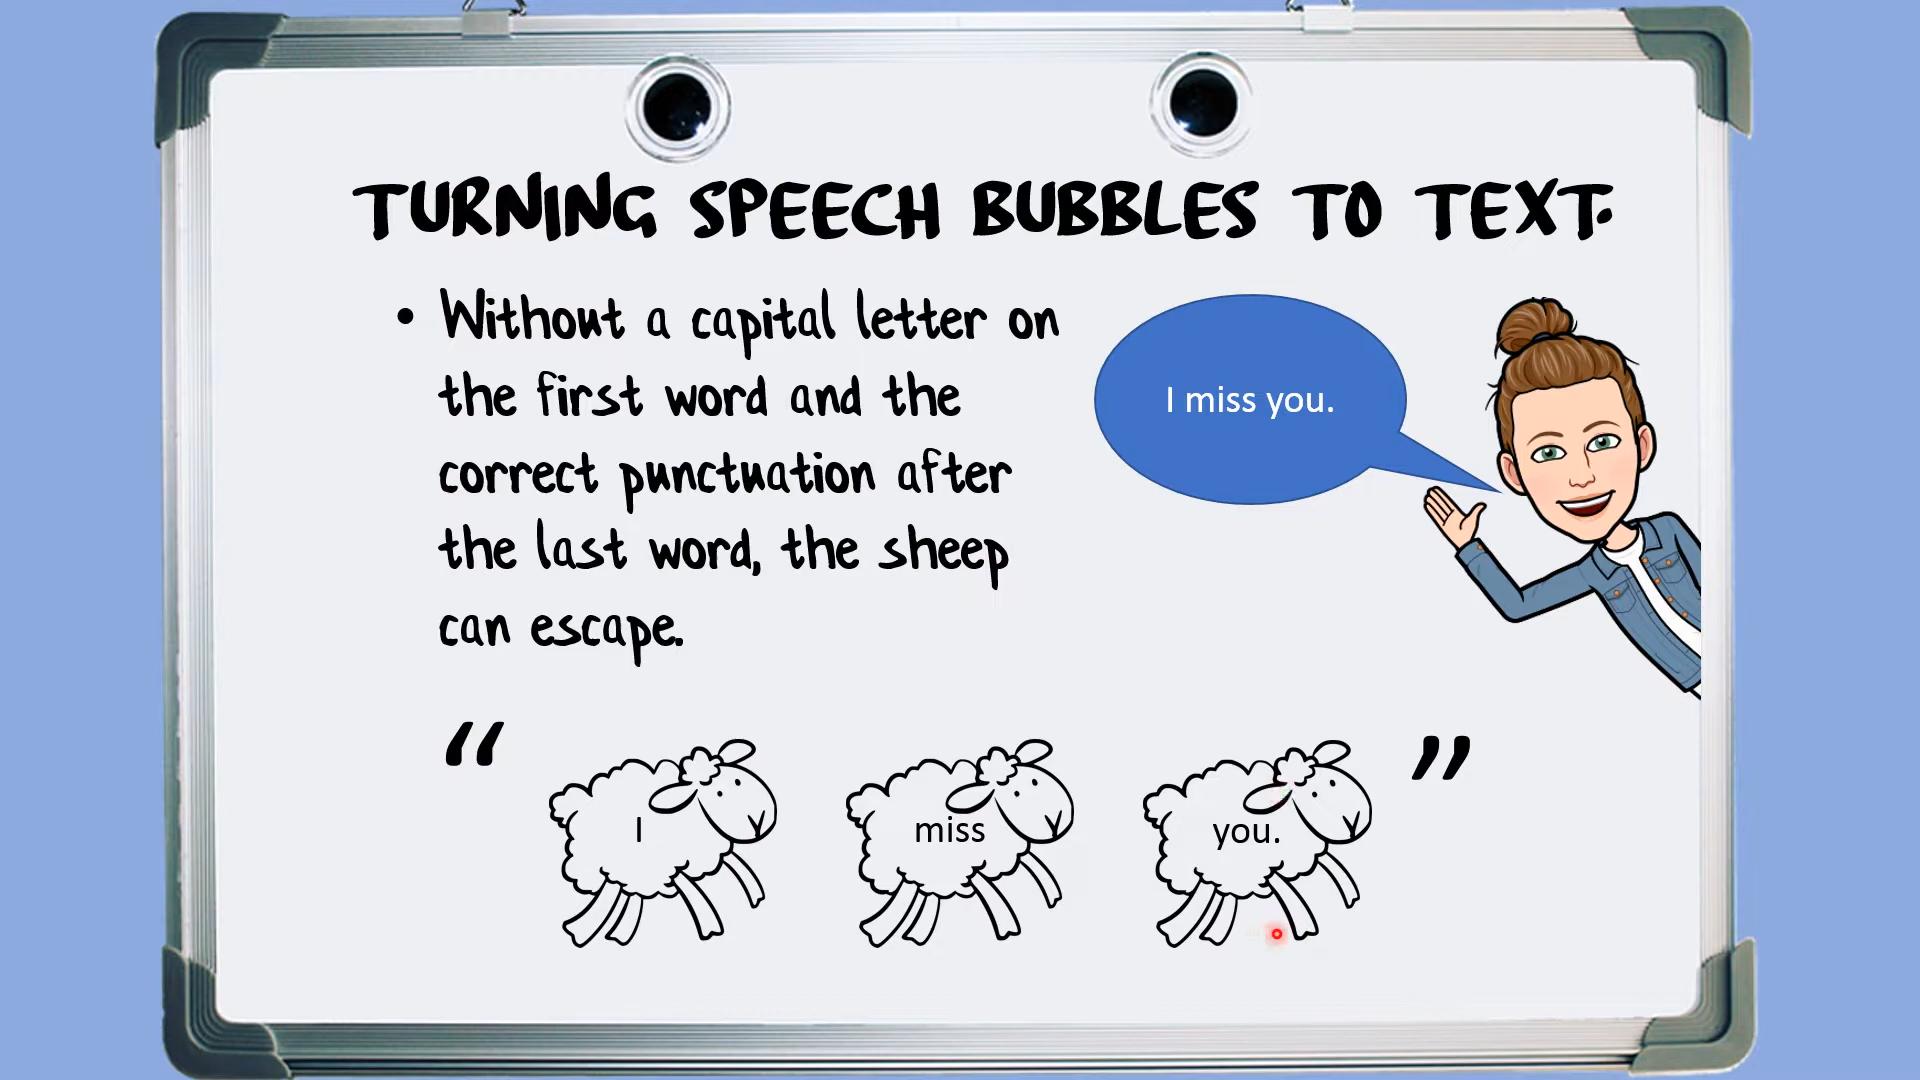 TURNING SPEECH BUBBLES TO TEXT.
• Without a capital letter on
the first word and the
correct punctuation after
the last word, the sheep
can escape.
I miss you.
“ I miss you. ”